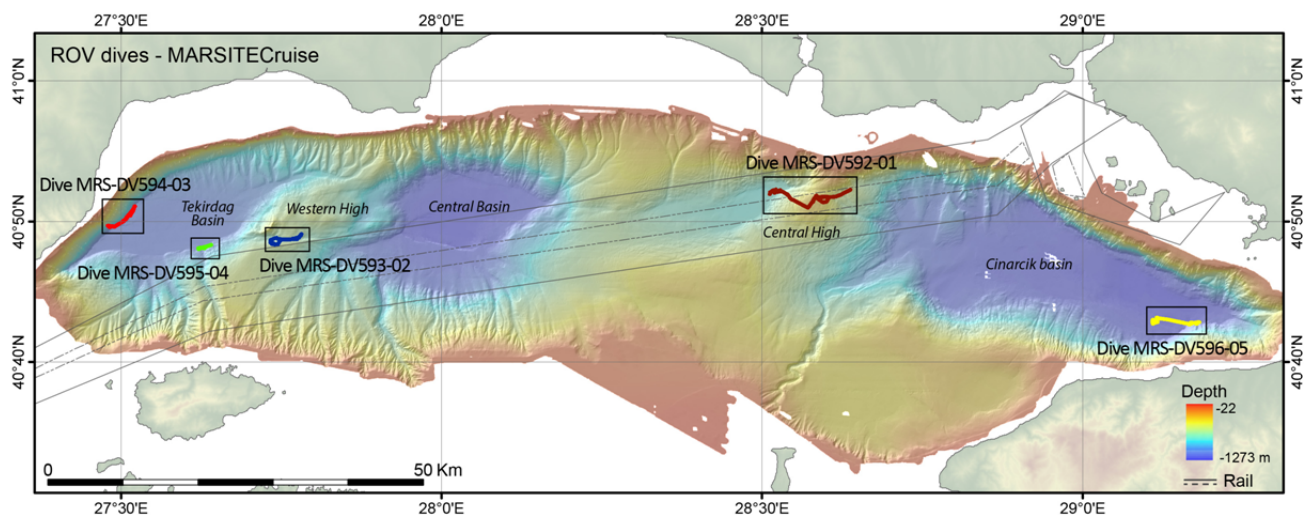 27°30'E 28°0'E 28°30'E 29°0'E
ROV dives - MARSITECruise
41°0'N 41°0'N
Dive MRS-DV592-01
Dive MRS-DV594-03
Tekirdag
Basin
Western High
Central Basin
40°50'N 40°50'N
Central High
Dive MRS-DV595-04
Dive MRS-DV593-02
Cinarcik basin
Dive MRS-DV596-05
40°40'N 40°40'N
Depth
-22
-1273 m
0 50 Km
Rail
27°30'E 28°0'E 28°30'E 29°0'E